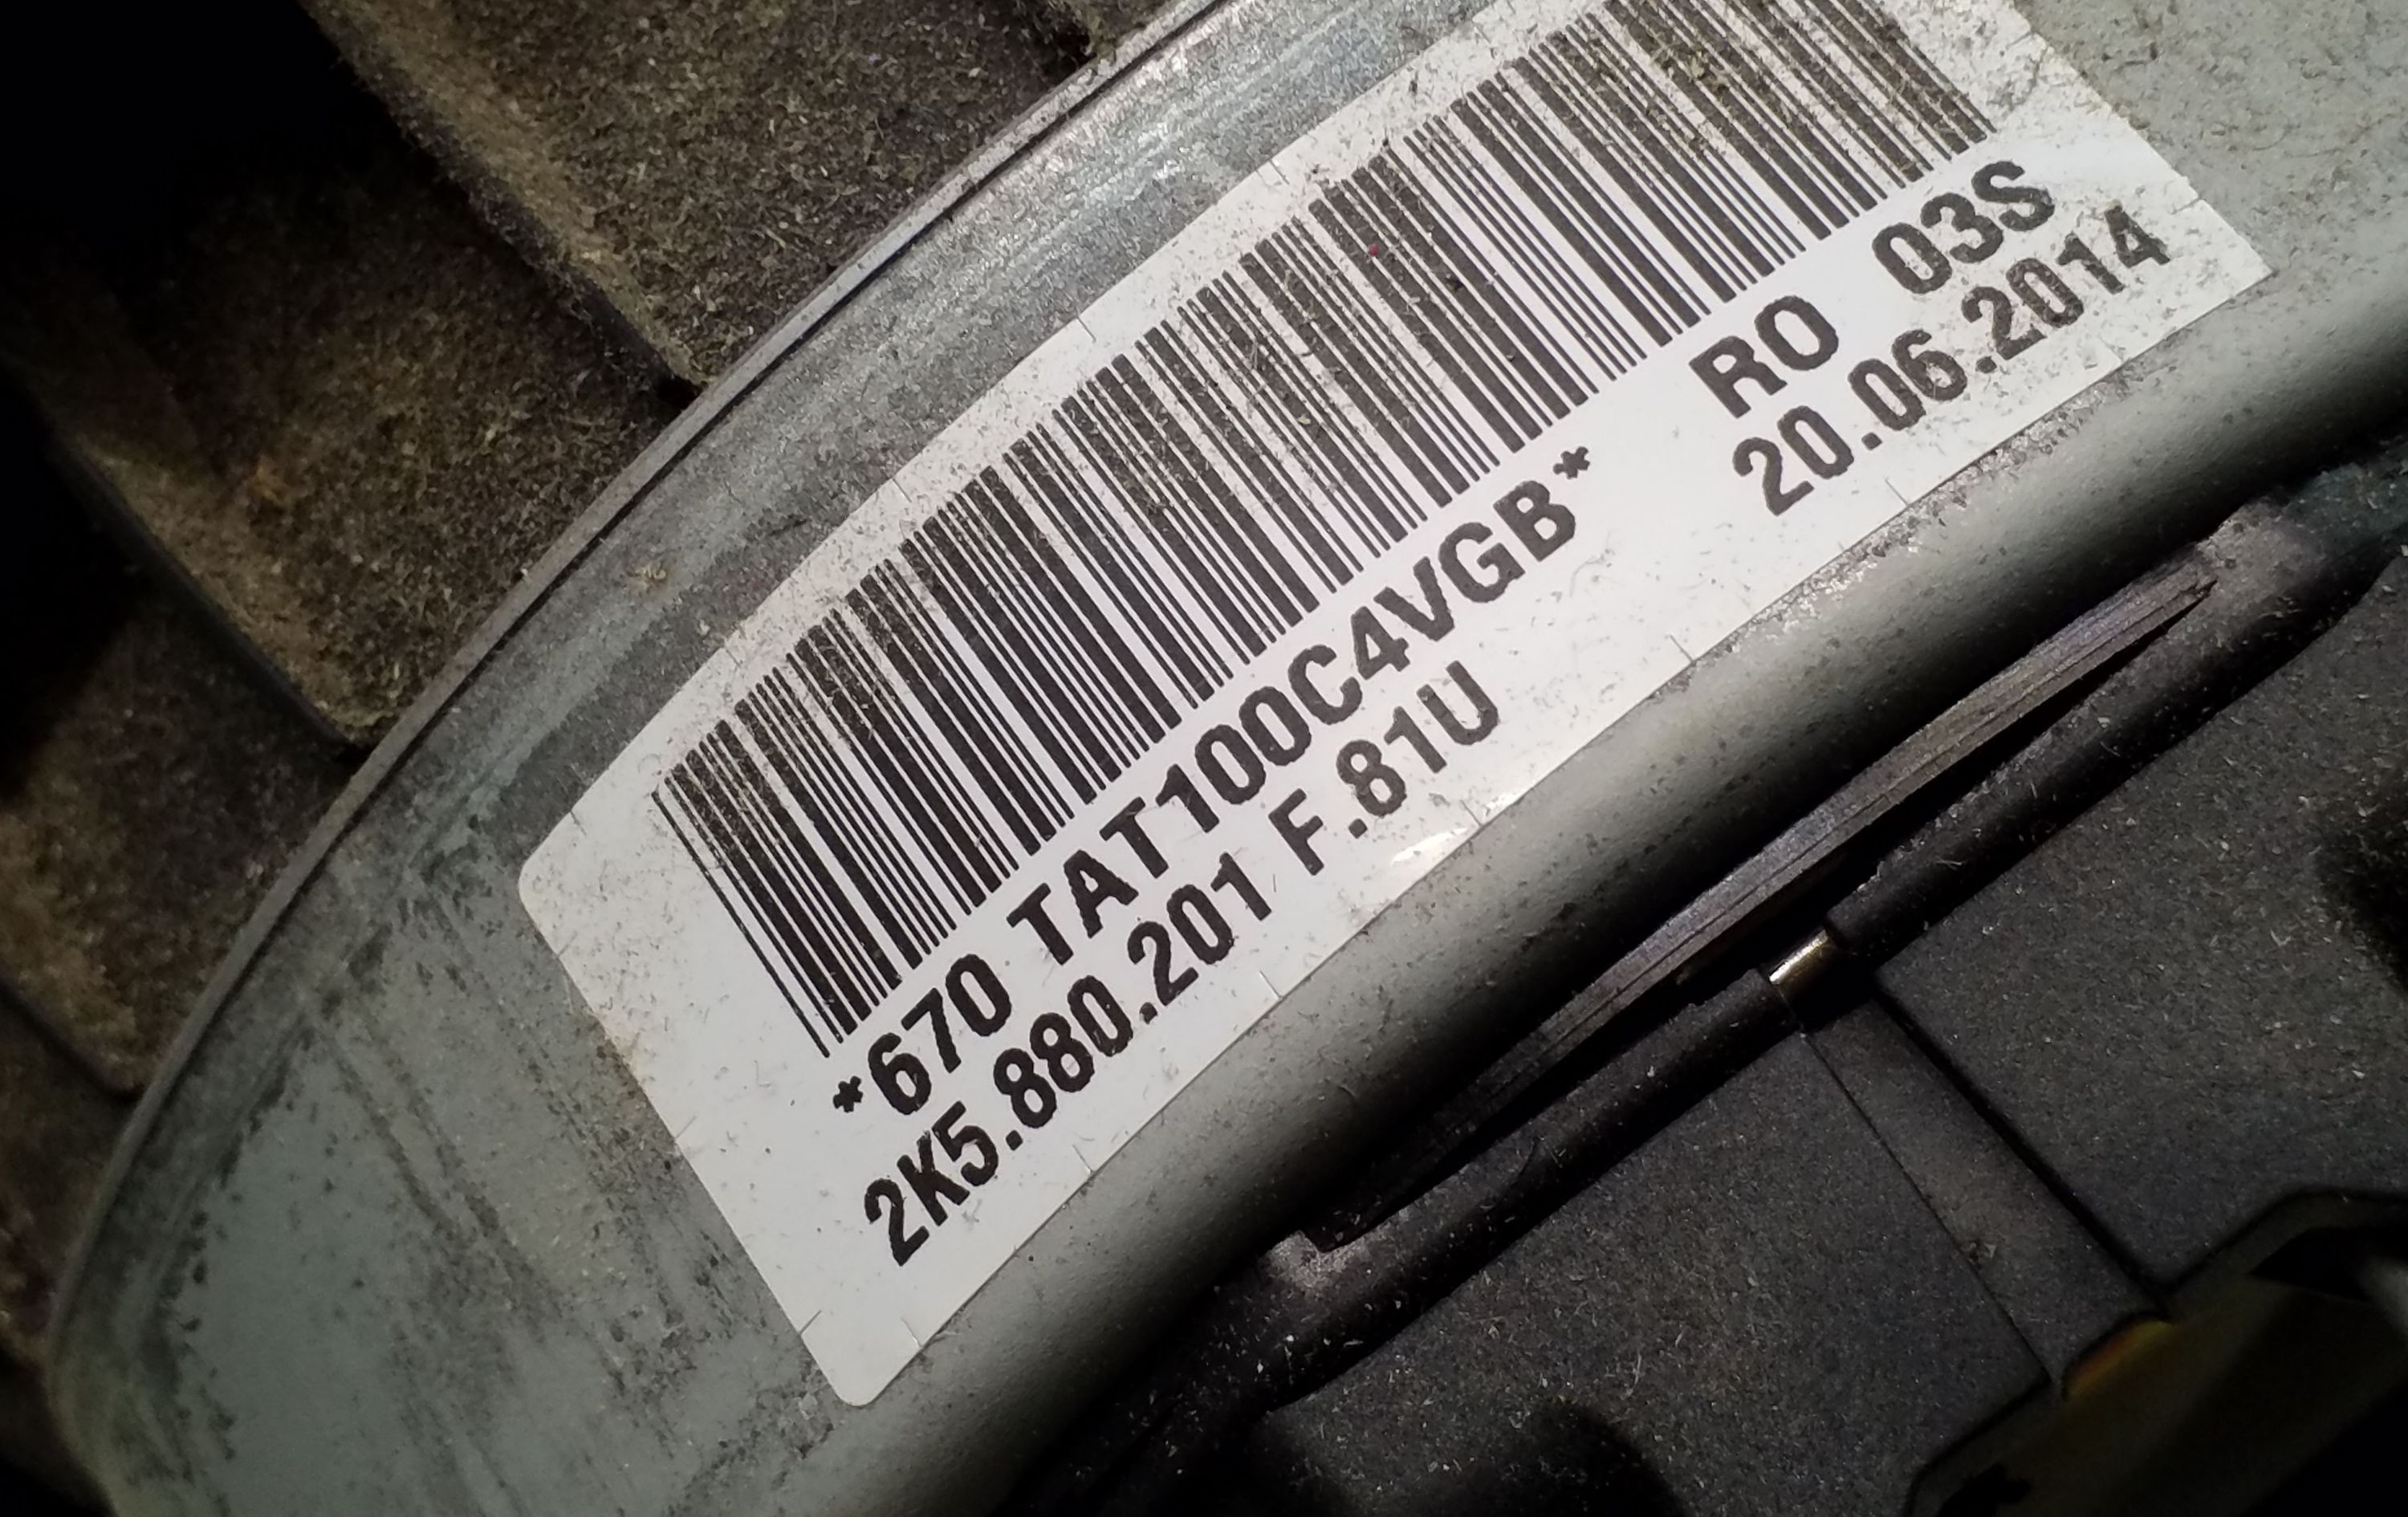 *670 TAT100C4VGB* RO 03S
2K5.880.201 F.81U 20.06.2014